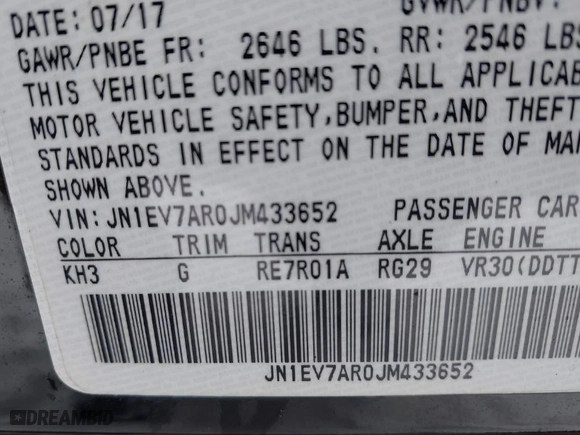 DATE: 07/17 GVWR/PNBV:
GAWR/PNBE FR: 2646 LBS. RR: 2546 LBS
THIS VEHICLE CONFORMS TO ALL APPLICAB
MOTOR VEHICLE SAFETY,BUMPER,AND THEFT
STANDARDS IN EFFECT ON THE DATE OF MA
SHOWN ABOVE.
VIN:JN1EV7AR0JM433652 PASSENGER CAR
COLOR TRIM TRANS AXLE ENGINE
KH3 G RE7R01A RG29 VR30(DDTT
JN1EV7AR0JM433652
DREAMBID